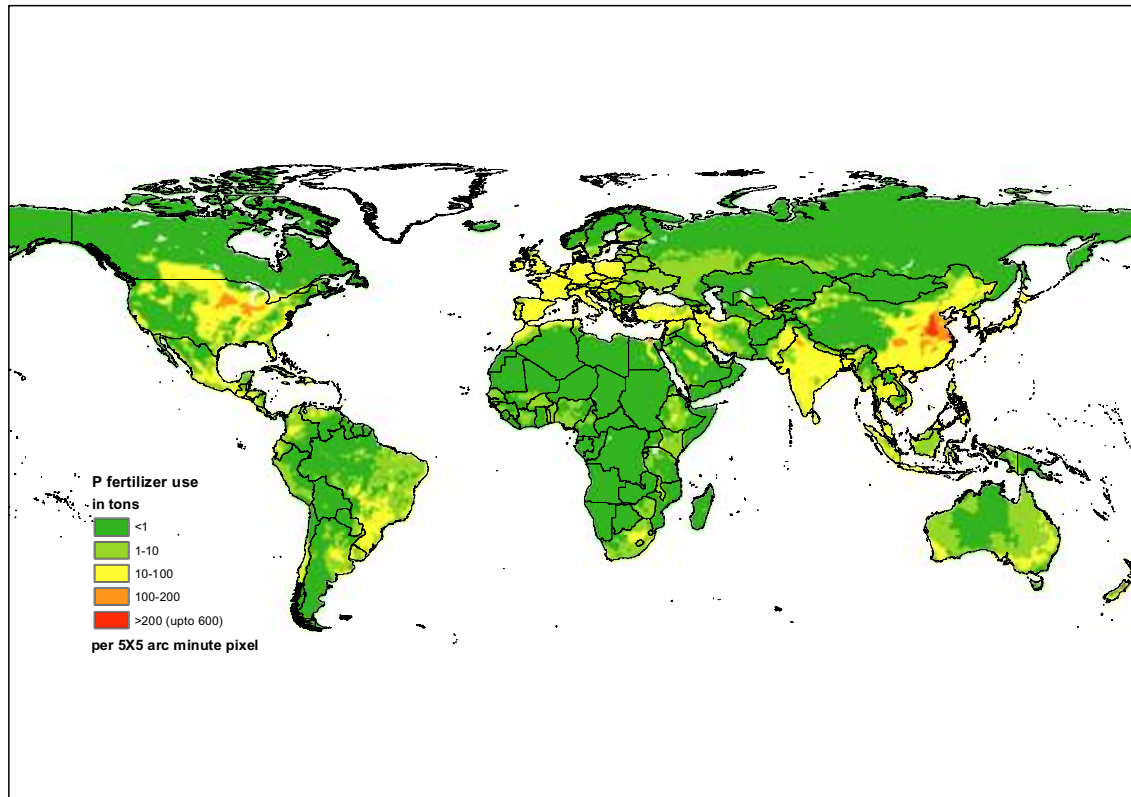 P fertilizer use
in tons
<1
1-10
10-100
100-200
>200 (upto 600)
per 5X5 arc minute pixel